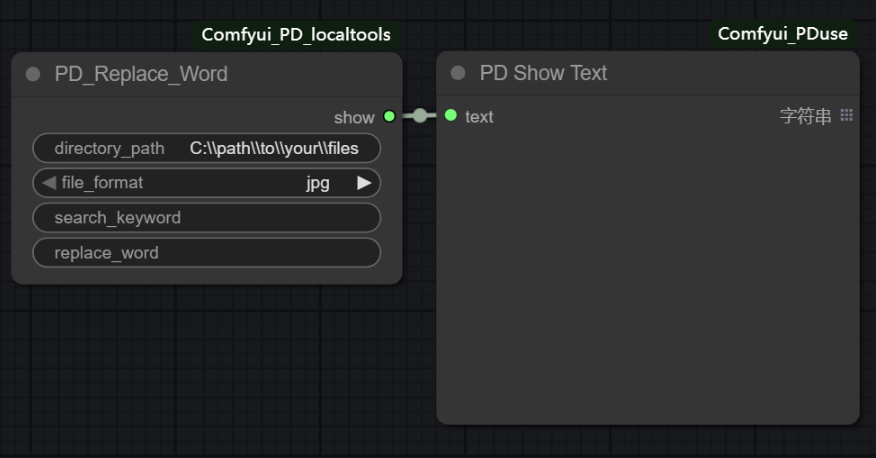 Comfyui_PD_localtools
PD_Replace_Word
show
directory_path C:\\path\\to\\your\\files
file_format jpg
search_keyword
replace_word
Comfyui_PDuse
PD Show Text
text 字符串